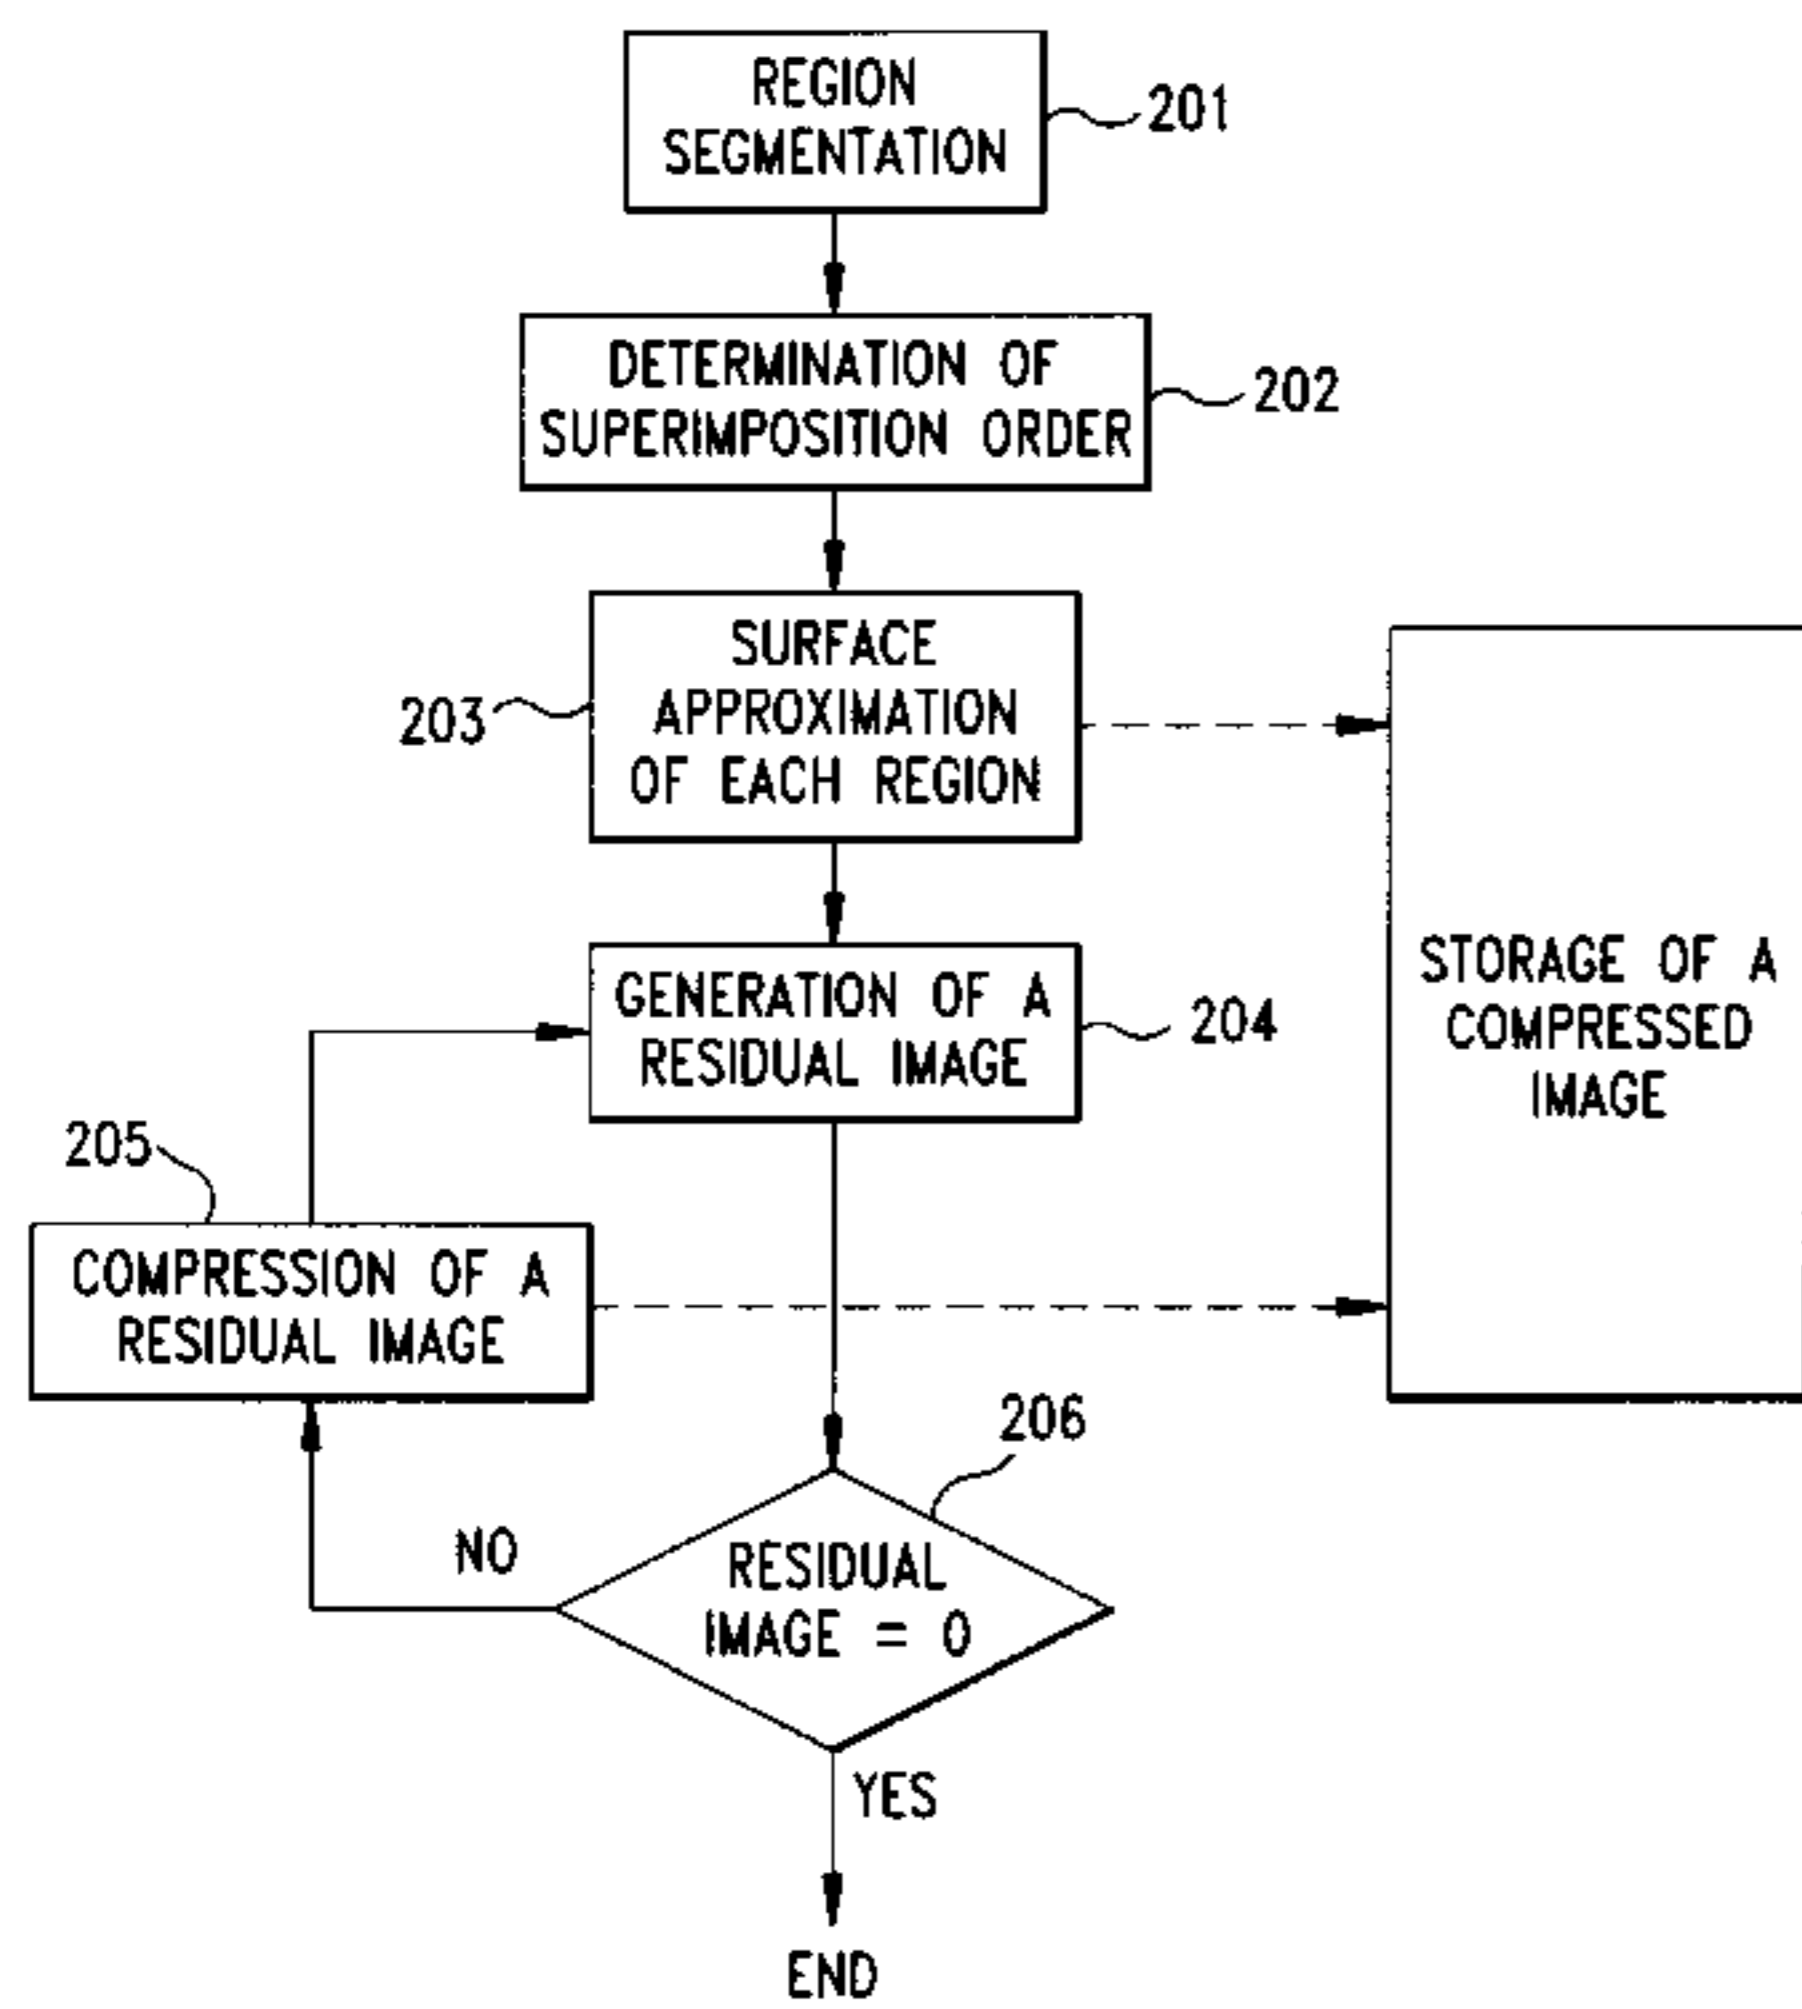 REGION
SEGMENTATION
201
DETERMINATION OF
SUPERIMPOSITION ORDER
202
SURFACE
APPROXIMATION
OF EACH REGION
203
GENERATION OF A
RESIDUAL IMAGE
204
STORAGE OF A
COMPRESSED
IMAGE
205
COMPRESSION OF A
RESIDUAL IMAGE
206
NO
RESIDUAL
IMAGE = 0
YES
END